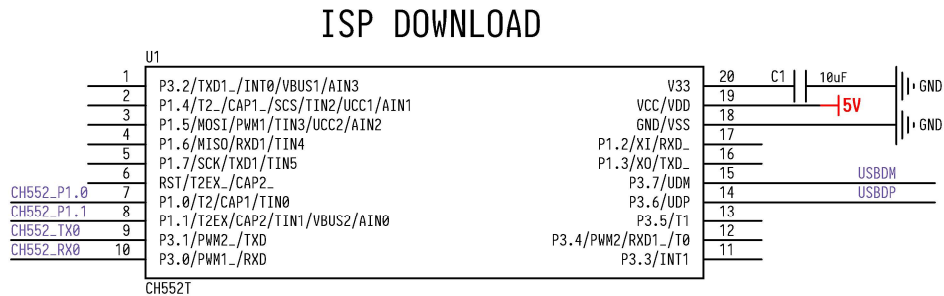 ISP DOWNLOAD
U1
1 P3.2/TXD1_/INT0/VBUS1/AIN3 V33 20 C1 10uF GND
2 P1.4/T2_/CAP1_/SCS/TIN2/UCC1/AIN1 VCC/VDD 19 5V
3 P1.5/MOSI/PWM1/TIN3/UCC2/AIN2 GND/VSS 18 GND
4 P1.6/MISO/RXD1/TIN4 P1.2/XI/RXD_ 17
5 P1.7/SCK/TXD1/TIN5 P1.3/XO/TXD_ 16
6 RST/T2EX_/CAP2_ P3.7/UDM 15 USBDM
CH552_P1.0 7 P1.0/T2/CAP1/TIN0 P3.6/UDP 14 USBDP
CH552_P1.1 8 P1.1/T2EX/CAP2/TIN1/VBUS2/AIN0 P3.5/T1 13
CH552_TX0 9 P3.1/PWM2_/TXD P3.4/PWM2/RXD1_/T0 12
CH552_RX0 10 P3.0/PWM1_/RXD P3.3/INT1 11
CH552T